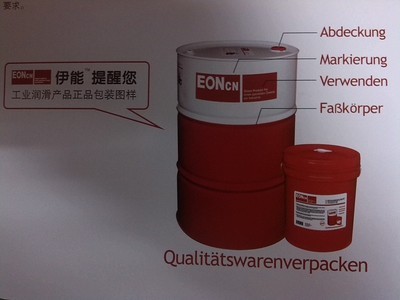 要求。
Abdeckung
Markierung
EONCN 伊能™提醒您
EONCN
Verwenden
工业润滑产品正品包装图样
Faßkörper
Qualitätswarenverpacken